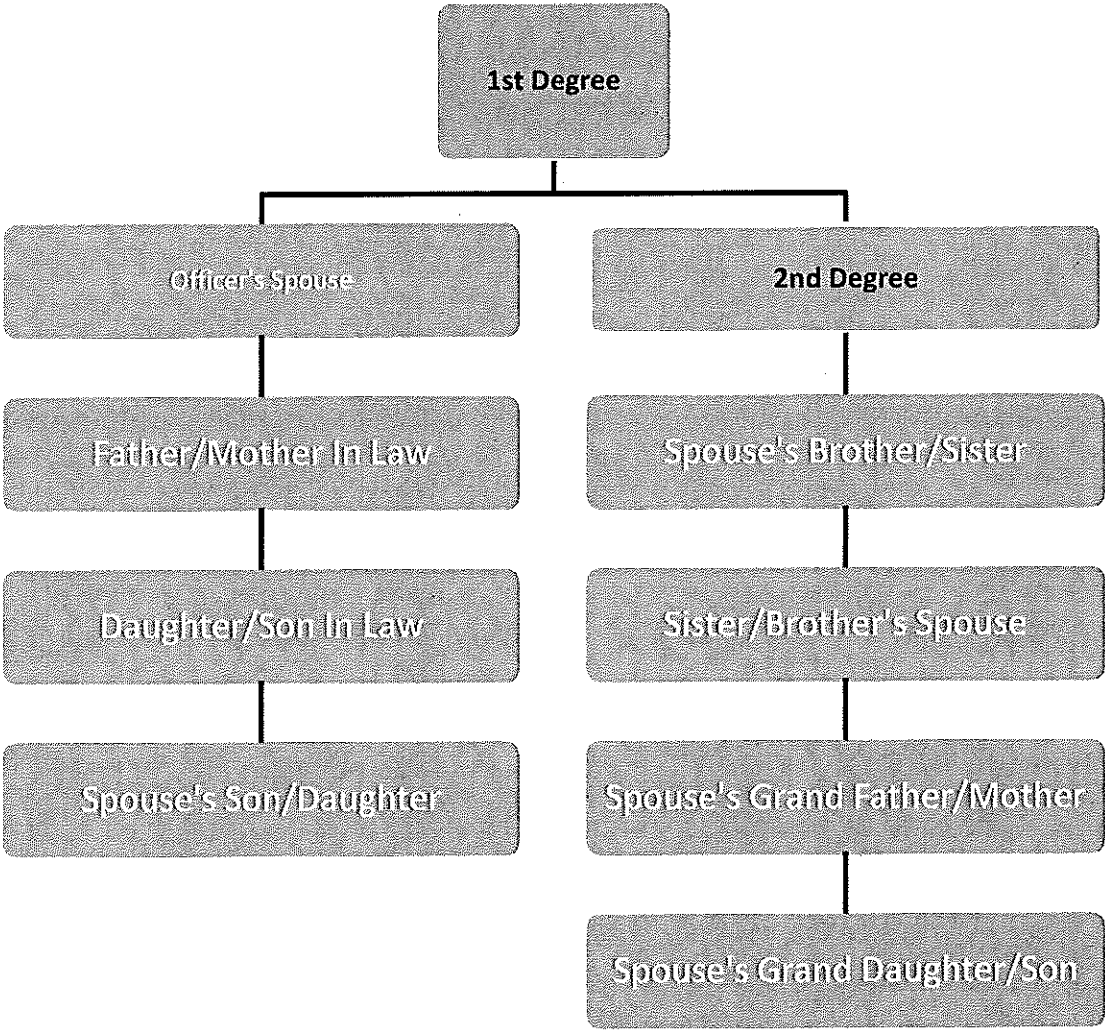 1st Degree
Officer's Spouse
2nd Degree
Father/Mother In Law
Spouse's Brother/Sister
Daughter/Son In Law
Sister/Brother's Spouse
Spouse's Son/Daughter
Spouse's Grand Father/Mother
Spouse's Grand Daughter/Son